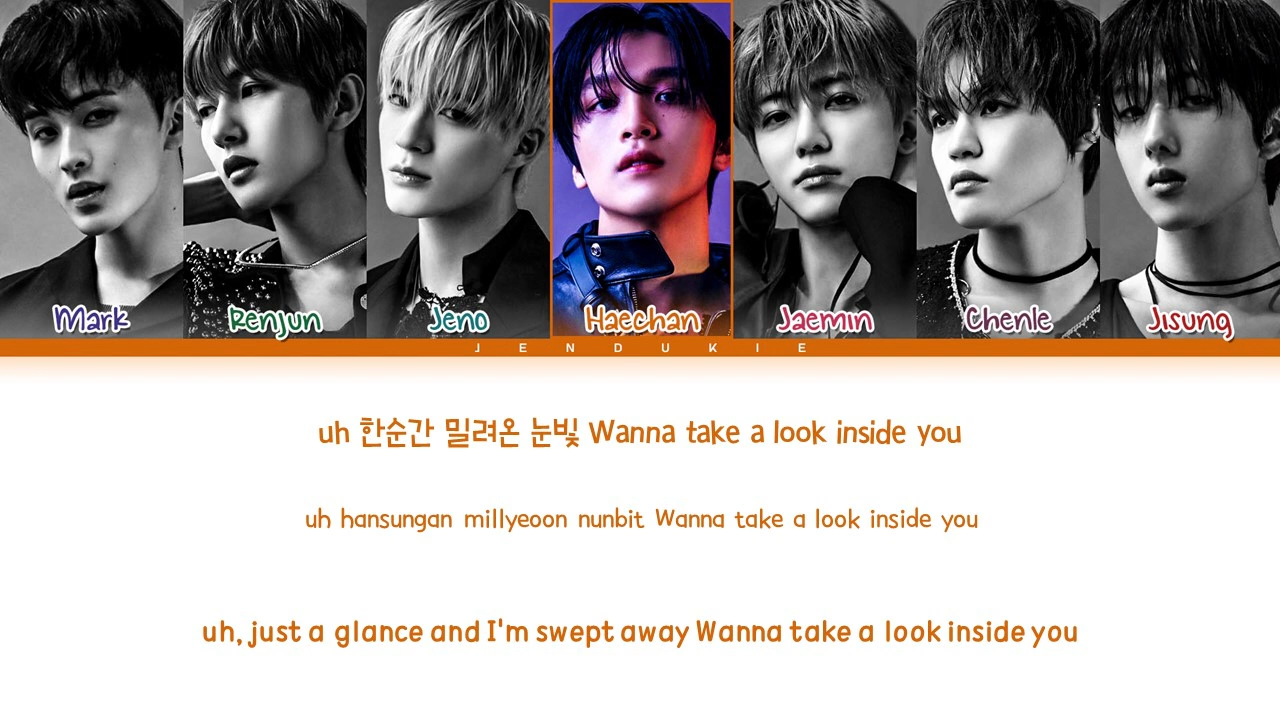 Mark Renjun Jeno Haechan Jaemin Chenle Jisung
JENDUKIE
uh 한순간 밀려온 눈빛 Wanna take a look inside you
uh hansungan millyeoon nunbit Wanna take a look inside you
uh, just a glance and I'm swept away Wanna take a look inside you